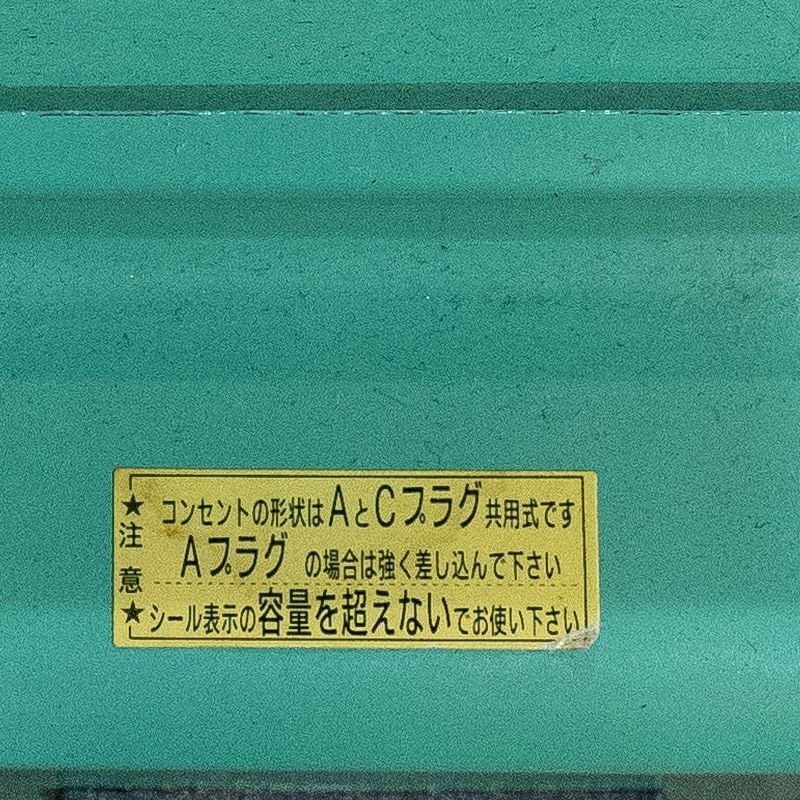 ★注意★
コンセントの形状はAとCプラグ共用式です
Aプラグ の場合は強く差し込んで下さい
シール表示の容量を超えないでお使い下さい